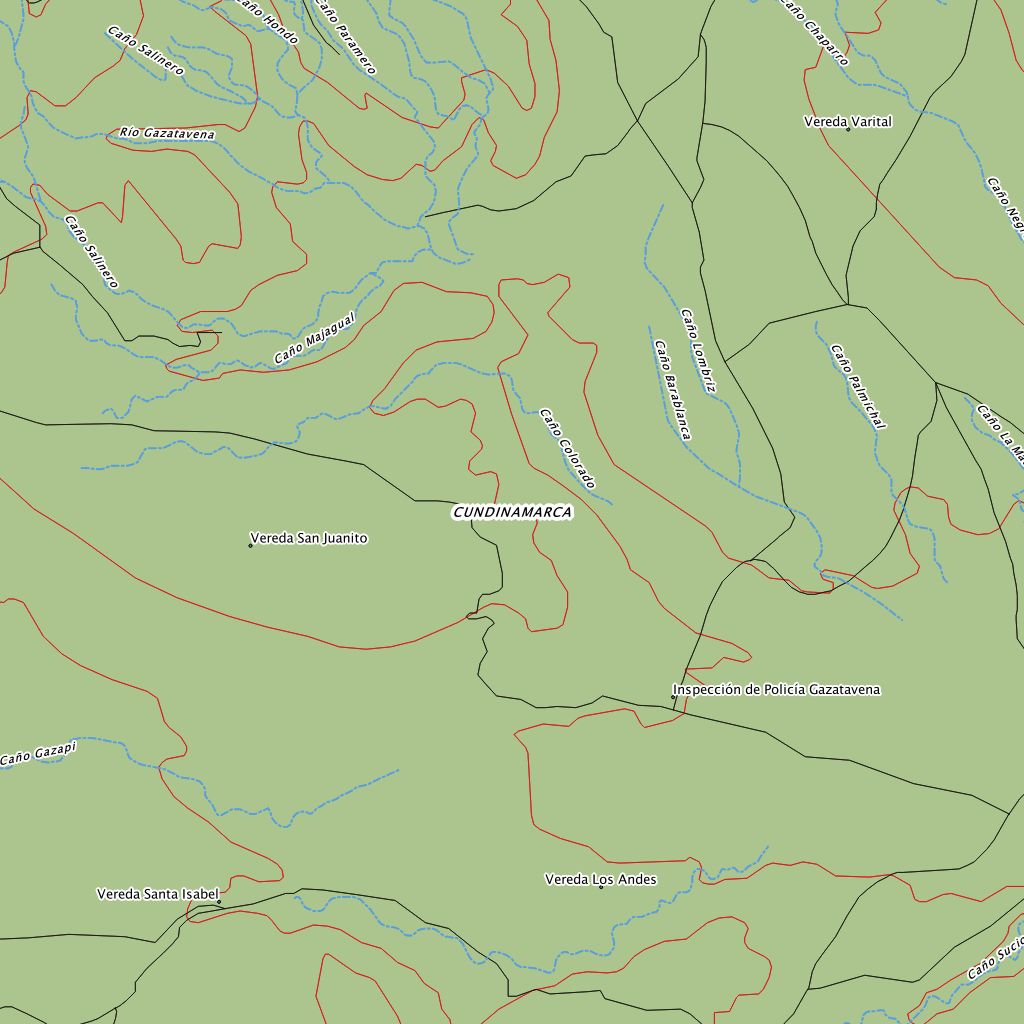 Caño Hondo
Caño Paramero
Caño Chaparro
Caño Salinero
Vereda Varital
Río Gazatavena
Caño Salinero
Caño Majagual
Caño Lombriz
Caño Barablanca
Caño Palmichal
Caño Colorado
CUNDINAMARCA
Vereda San Juanito
Inspección de Policía Gazatavena
Caño Gazapi
Vereda Los Andes
Vereda Santa Isabel
Caño Sucio